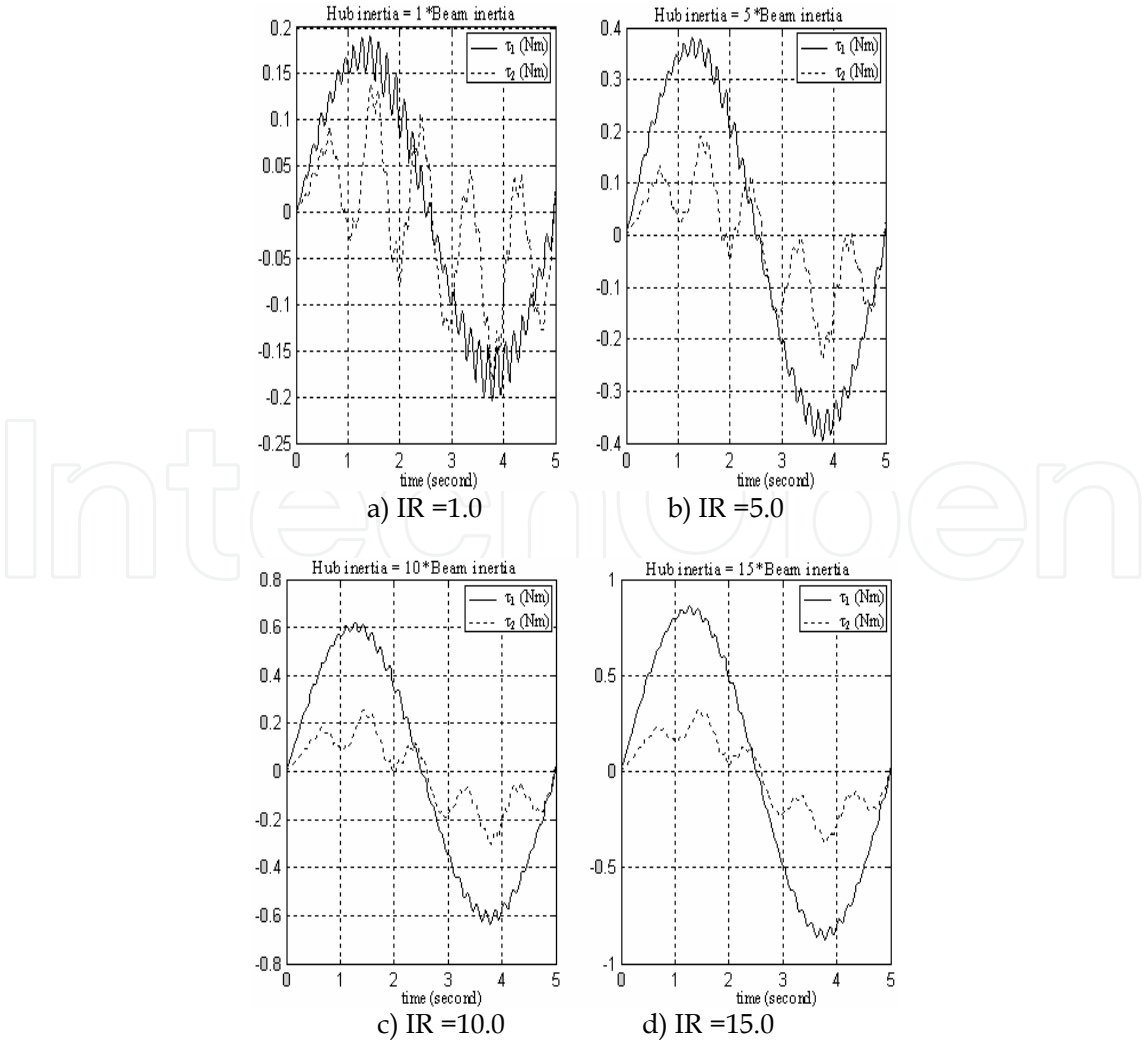 Hub inertia = 1*Beam inertia
τ1 (Nm)
τ2 (Nm)
0.2
0.15
0.1
0.05
0
-0.05
-0.1
-0.15
-0.2
-0.25
0 1 2 3 4 5
time (second)
a) IR =1.0
Hub inertia = 5*Beam inertia
τ1 (Nm)
τ2 (Nm)
0.4
0.3
0.2
0.1
0
-0.1
-0.2
-0.3
-0.4
0 1 2 3 4 5
time (second)
b) IR =5.0
IntechOpen
Hub inertia = 10*Beam inertia
τ1 (Nm)
τ2 (Nm)
0.8
0.6
0.4
0.2
0
-0.2
-0.4
-0.6
-0.8
0 1 2 3 4 5
time (second)
c) IR =10.0
Hub inertia = 15*Beam inertia
τ1 (Nm)
τ2 (Nm)
1
0.5
0
-0.5
-1
0 1 2 3 4 5
time (second)
d) IR =15.0